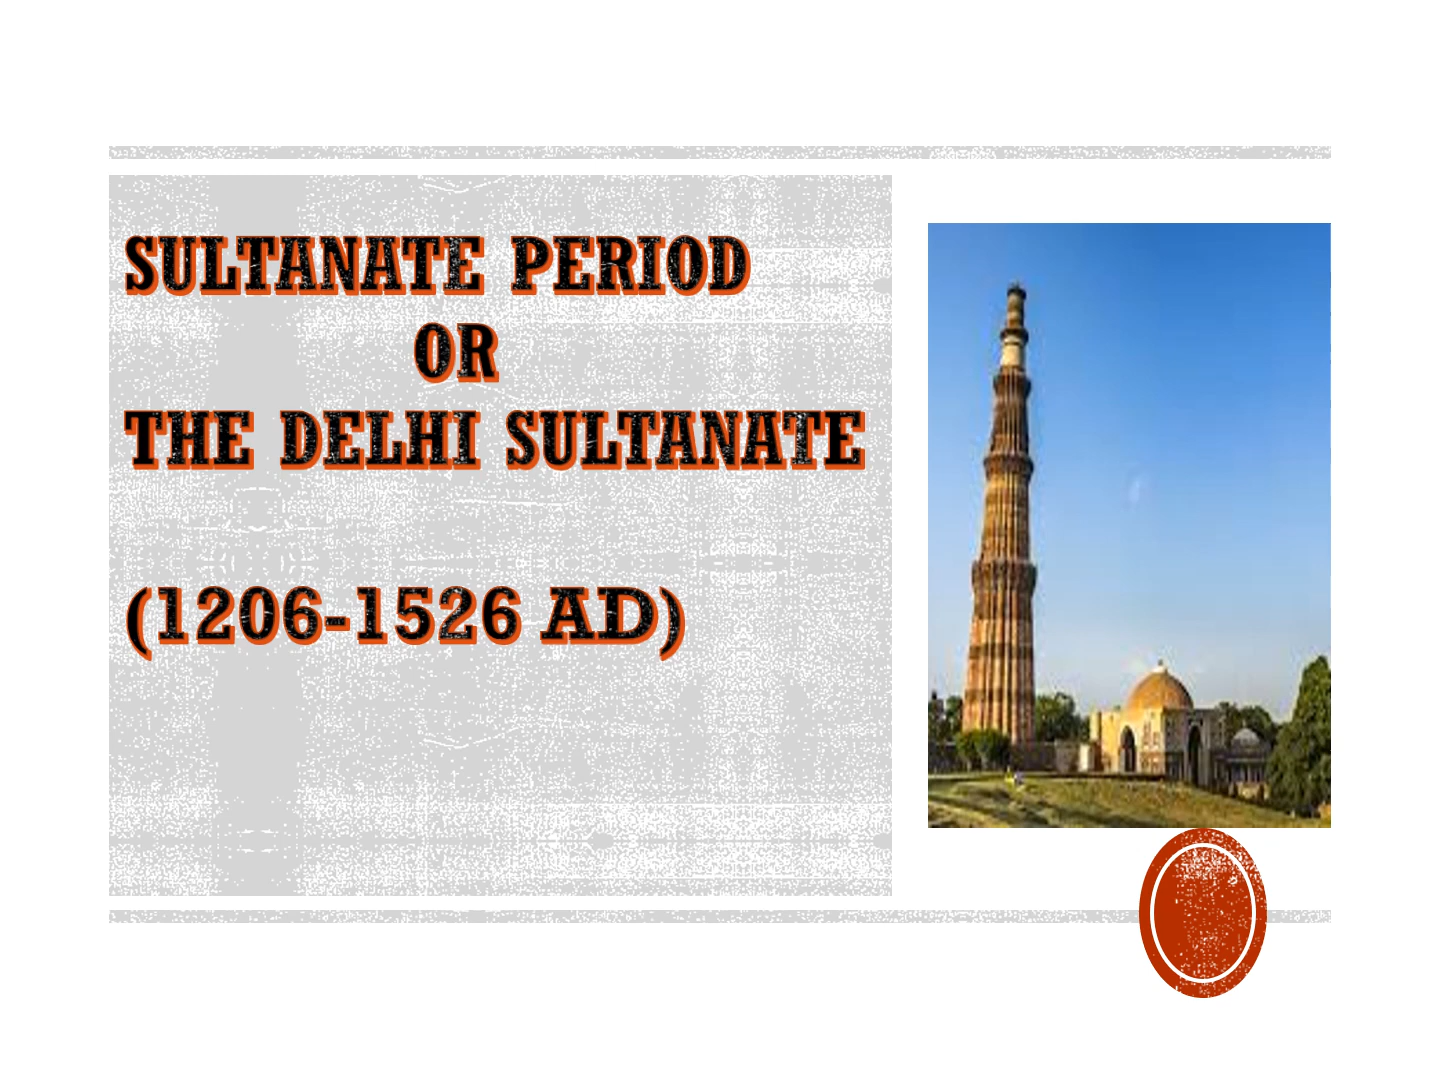 SULTANATE PERIOD
OR
THE DELHI SULTANATE
(1206-1526 AD)